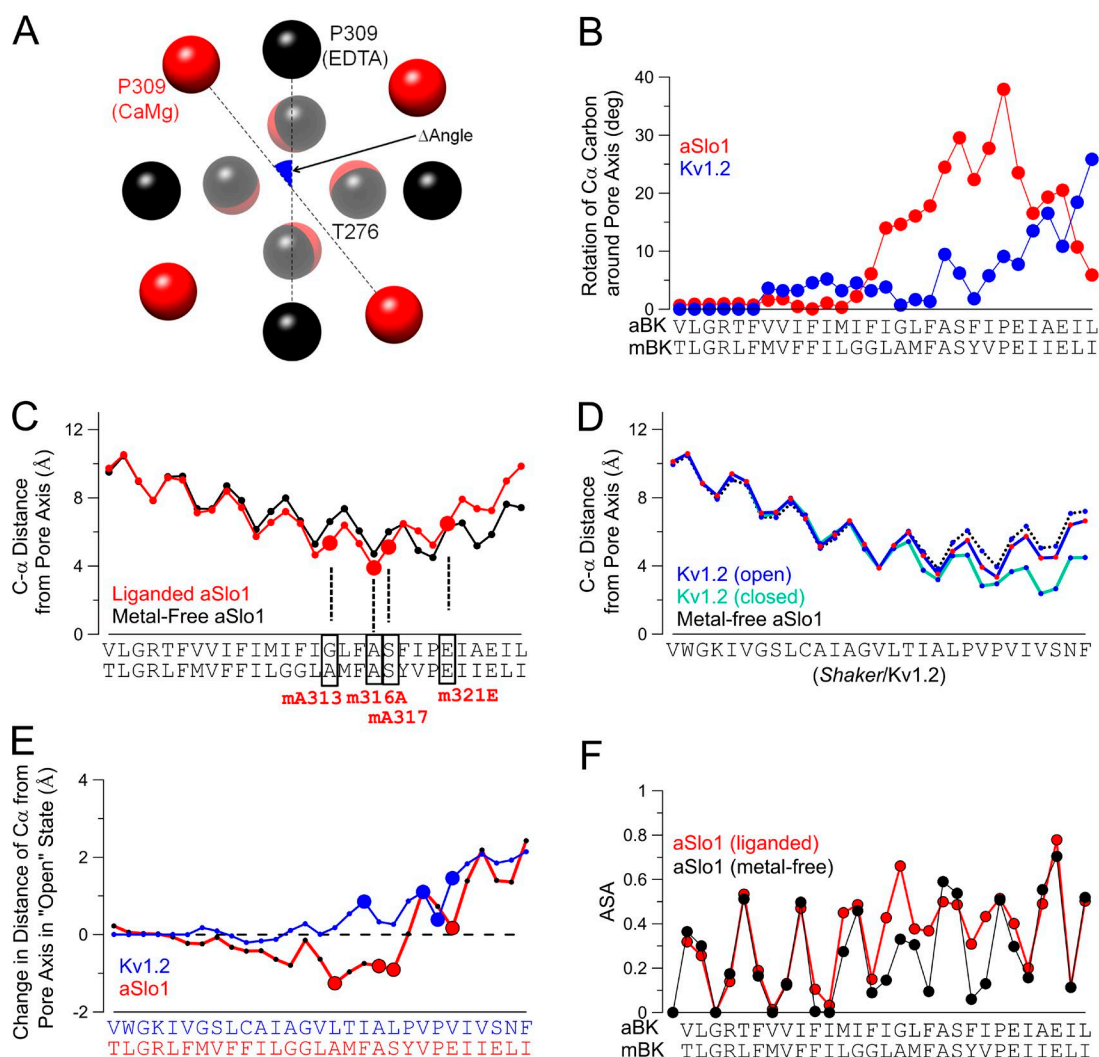 A
P309
(EDTA)
P309
(CaMg)
ΔAngle
T276
B
Rotation of Cα Carbon
around Pore Axis (deg)
40
30
20
10
0
aSlo1
Kv1.2
aBK VLGRTFVVIFIMIFIGLFASFIPEIAEIL
mBK TLGRLFMVFFILGGLAMFASYVPEIIELI
C
C-α Distance
from Pore Axis (Å)
12
8
4
0
Liganded aSlo1
Metal-Free aSlo1
VLGRTFVVIFIMIFIGLFASFIPEIAEIL
TLGRLFMVFFILGGLAMFASYVPEIIELI
mA313
m316A
mA317
m321E
D
C-α Distance
from Pore Axis (Å)
12
8
4
0
Kv1.2 (open)
Kv1.2 (closed)
Metal-free aSlo1
VWGKIVGSLCAIAGVLTIALPVPVIVSNF
(Shaker/Kv1.2)
E
Change in Distance of Cα from
Pore Axis in "Open" State (Å)
4
2
0
-2
Kv1.2
aSlo1
VWGKIVGSLCAIAGVLTIALPVPVIVSNF
TLGRLFMVFFILGGLAMFASYVPEIIELI
F
ASA
1
0.8
0.6
0.4
0.2
0
aSlo1 (liganded)
aSlo1 (metal-free)
aBK VLGRTFVVIFIMIFIGLFASFIPEIAEIL
mBK TLGRLFMVFFILGGLAMFASYVPEIIELI